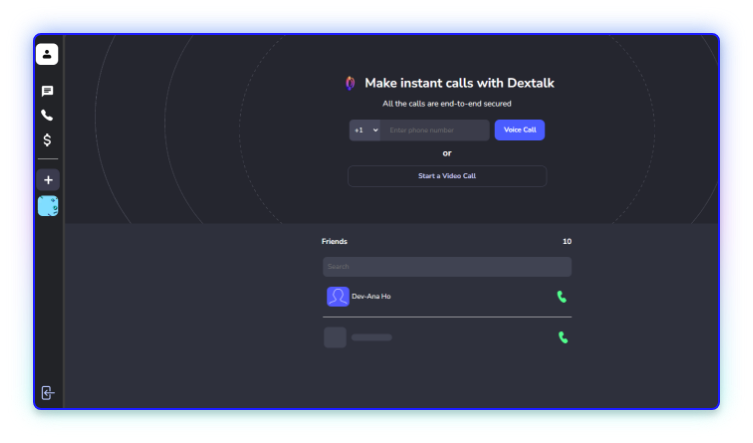 Make instant calls with Dextalk
All the calls are end-to-end secured
+1
Enter phone number
Voice Call
or
Start a Video Call
Friends
10
Search
Dev-Ana Ho